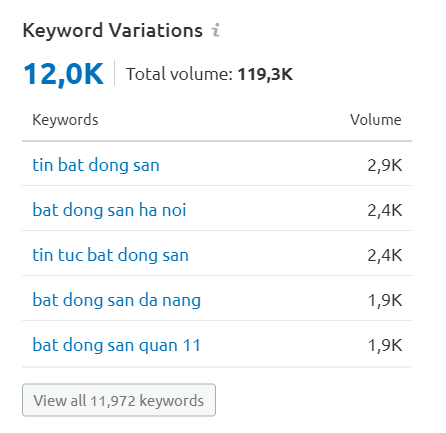 Keyword Variations i
12,0K Total volume: 119,3K
Keywords Volume
tin bat dong san 2,9K
bat dong san ha noi 2,4K
tin tuc bat dong san 2,4K
bat dong san da nang 1,9K
bat dong san quan 11 1,9K
View all 11,972 keywords